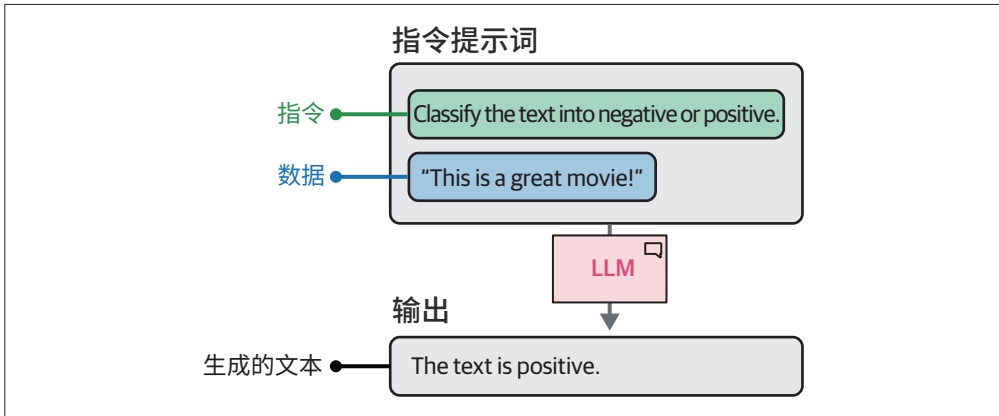 指令提示词
指令
Classify the text into negative or positive.
数据
“This is a great movie!”
LLM
输出
生成的文本
The text is positive.